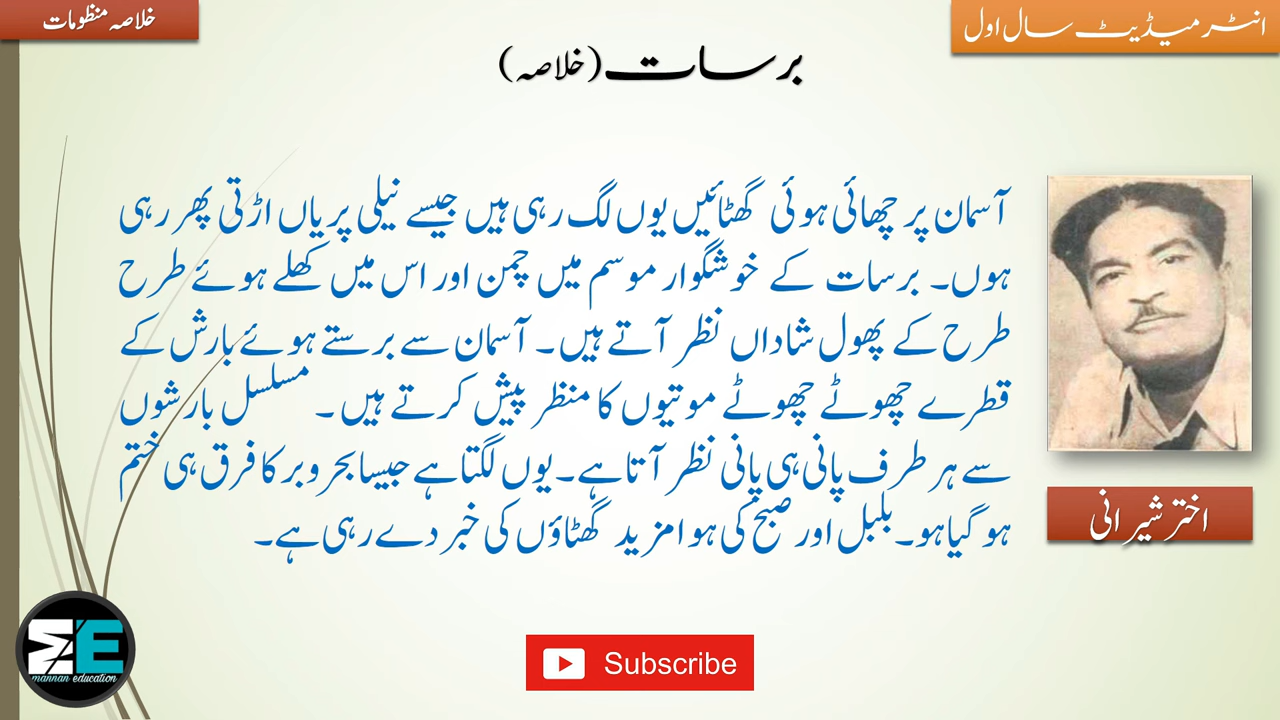 انٹرمیڈیٹ سال اول
خلاصہ منظومات
برسات (خلاصہ)
آسمان پر چھائی ہوئی گھٹائیں یوں لگ رہی ہیں جیسے نیلی پریاں اڑتی پھر رہی
ہوں۔ برسات کے خوشگوار موسم میں چمن اور اس میں کھلے ہوئے طرح
طرح کے پھول شاداں نظر آتے ہیں۔ آسمان سے برستے ہوئے بارش کے
قطرے چھوٹے چھوٹے موتیوں کا منظر پیش کرتے ہیں۔ مسلسل بارشوں
سے ہر طرف پانی ہی پانی نظر آتا ہے۔ یوں لگتا ہے جیسا بحر و بر کا فرق ہی ختم
ہو گیا ہو۔ بلبل اور صبح کی ہوا مزید گھٹاؤں کی خبر دے رہی ہے۔
اختر شیرانی
mannan education
Subscribe